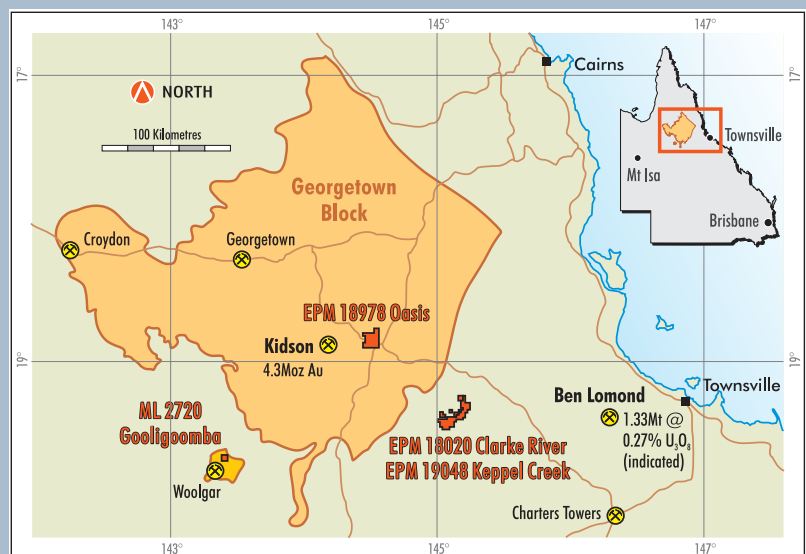 143°
145°
147°
17°
17°
NORTH
100 Kilometres
Cairns
Townsville
Mt Isa
Brisbane
Georgetown
Block
Croydon
Georgetown
EPM 18978 Oasis
Kidson
4.3Moz Au
19°
19°
ML 2720
Gooligoomba
Woolgar
EPM 18020 Clarke River
EPM 19048 Keppel Creek
Ben Lomond
1.33Mt @
0.27% U₃O₈
(indicated)
Townsville
Charters Towers
143°
145°
147°